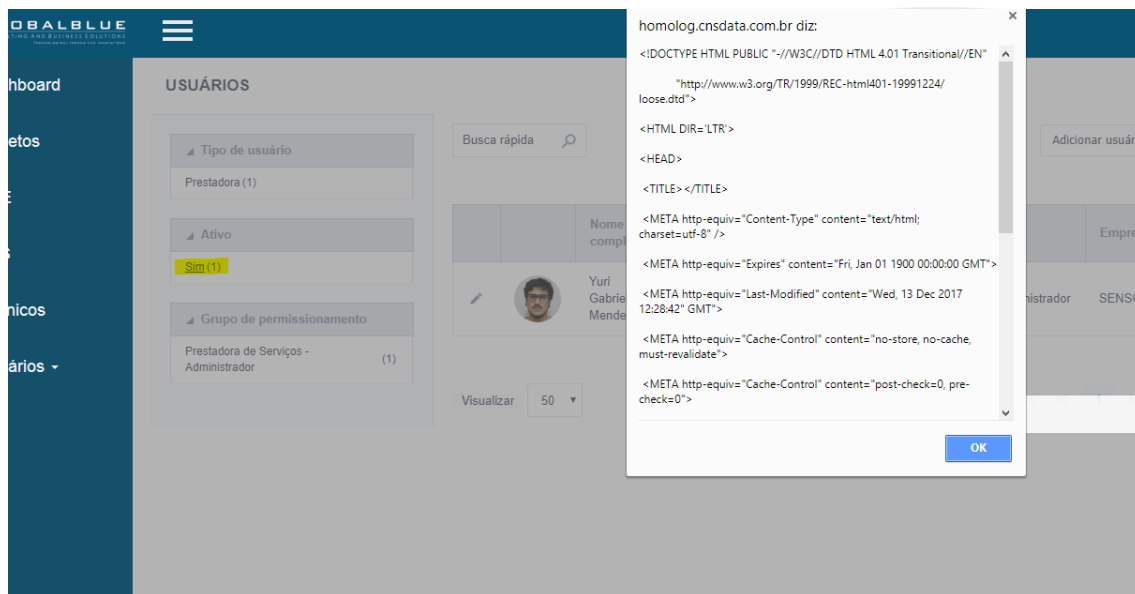 OBALBLUE
TING AND BUSINESS SOLUTIONS
hboard
etos
nicos
ários
USUÁRIOS
Tipo de usuário
Prestadora (1)
Ativo
Sim (1)
Grupo de permissionamento
Prestadora de Serviços - (1)
Administrador
Busca rápida
Adicionar usuár
Nome
compl
Empre
Yuri
Gabrie
Mende
nistrador
SENSO
Visualizar 50
homolog.cnsdata.com.br diz:
<!DOCTYPE HTML PUBLIC "-//W3C//DTD HTML 4.01 Transitional//EN"
"http://www.w3.org/TR/1999/REC-html401-19991224/
loose.dtd">
<HTML DIR='LTR'>
<HEAD>
<TITLE></TITLE>
<META http-equiv="Content-Type" content="text/html;
charset=utf-8" />
<META http-equiv="Expires" content="Fri, Jan 01 1900 00:00:00 GMT">
<META http-equiv="Last-Modified" content="Wed, 13 Dec 2017
12:28:42" GMT">
<META http-equiv="Cache-Control" content="no-store, no-cache,
must-revalidate">
<META http-equiv="Cache-Control" content="post-check=0, pre-
check=0">
OK